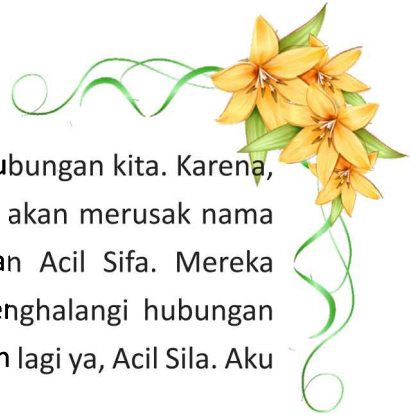 ubungan kita. Karena,
akan merusak nama
an Acil Sifa. Mereka
enghalangi hubungan
n lagi ya, Acil Sila. Aku